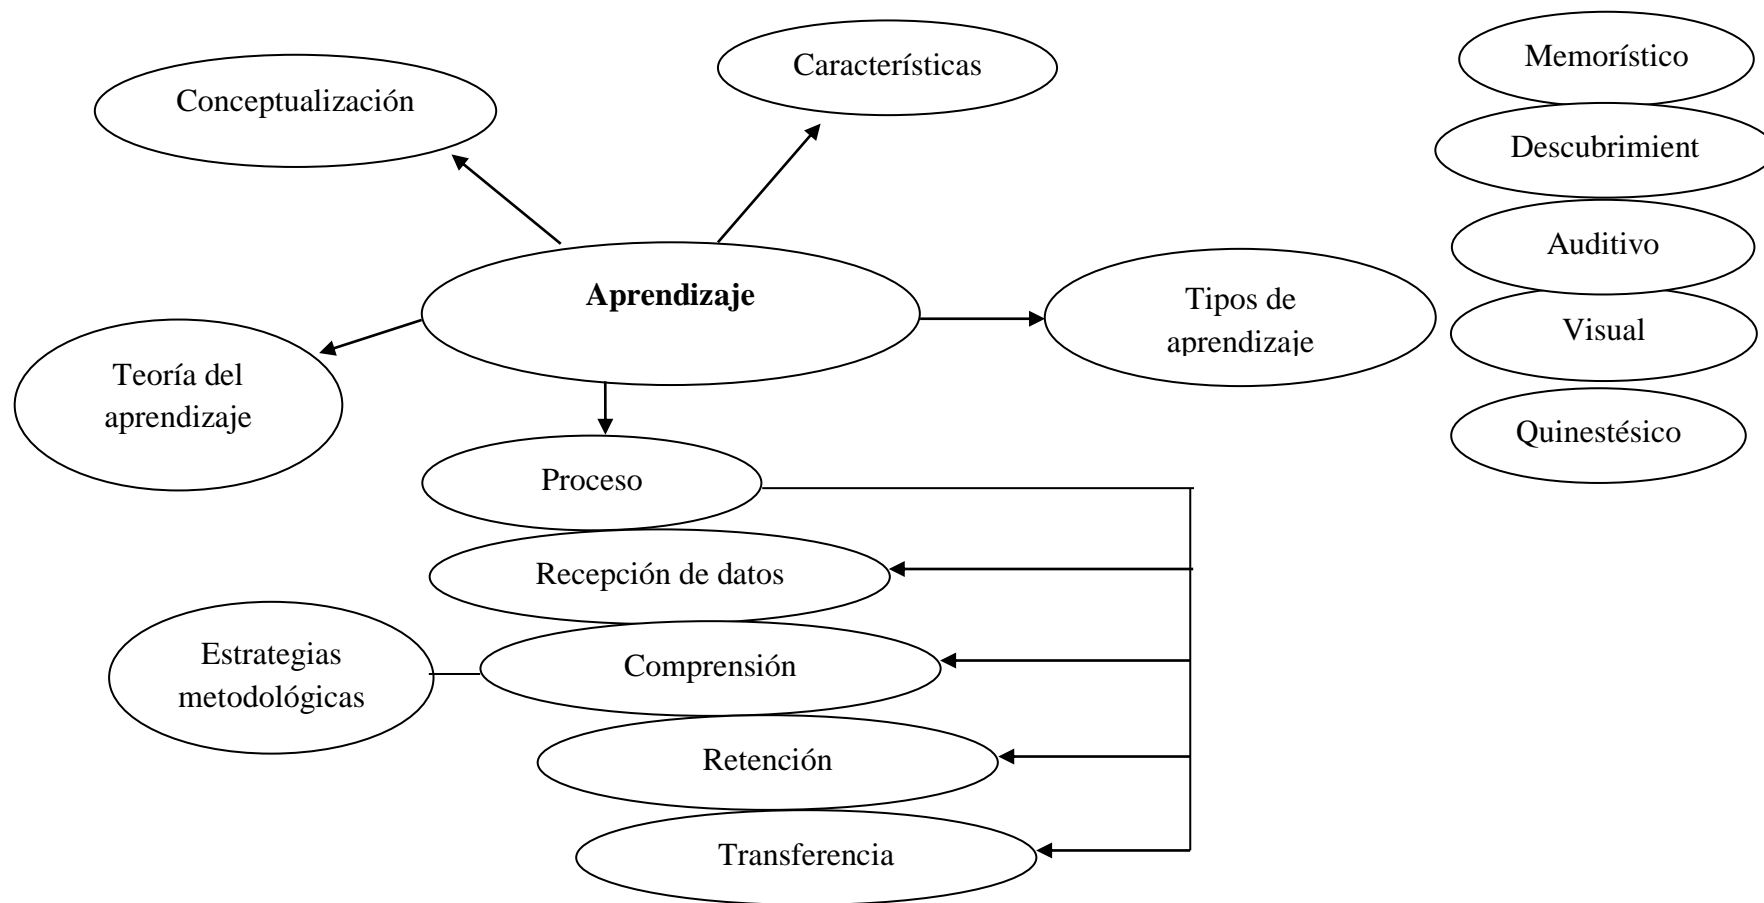 Características
Memorístico
Conceptualización
Descubrimient
Auditivo
Aprendizaje
Tipos de
aprendizaje
Visual
Teoría del
aprendizaje
Quinestésico
Proceso
Recepción de datos
Estrategias
metodológicas
Comprensión
Retención
Transferencia